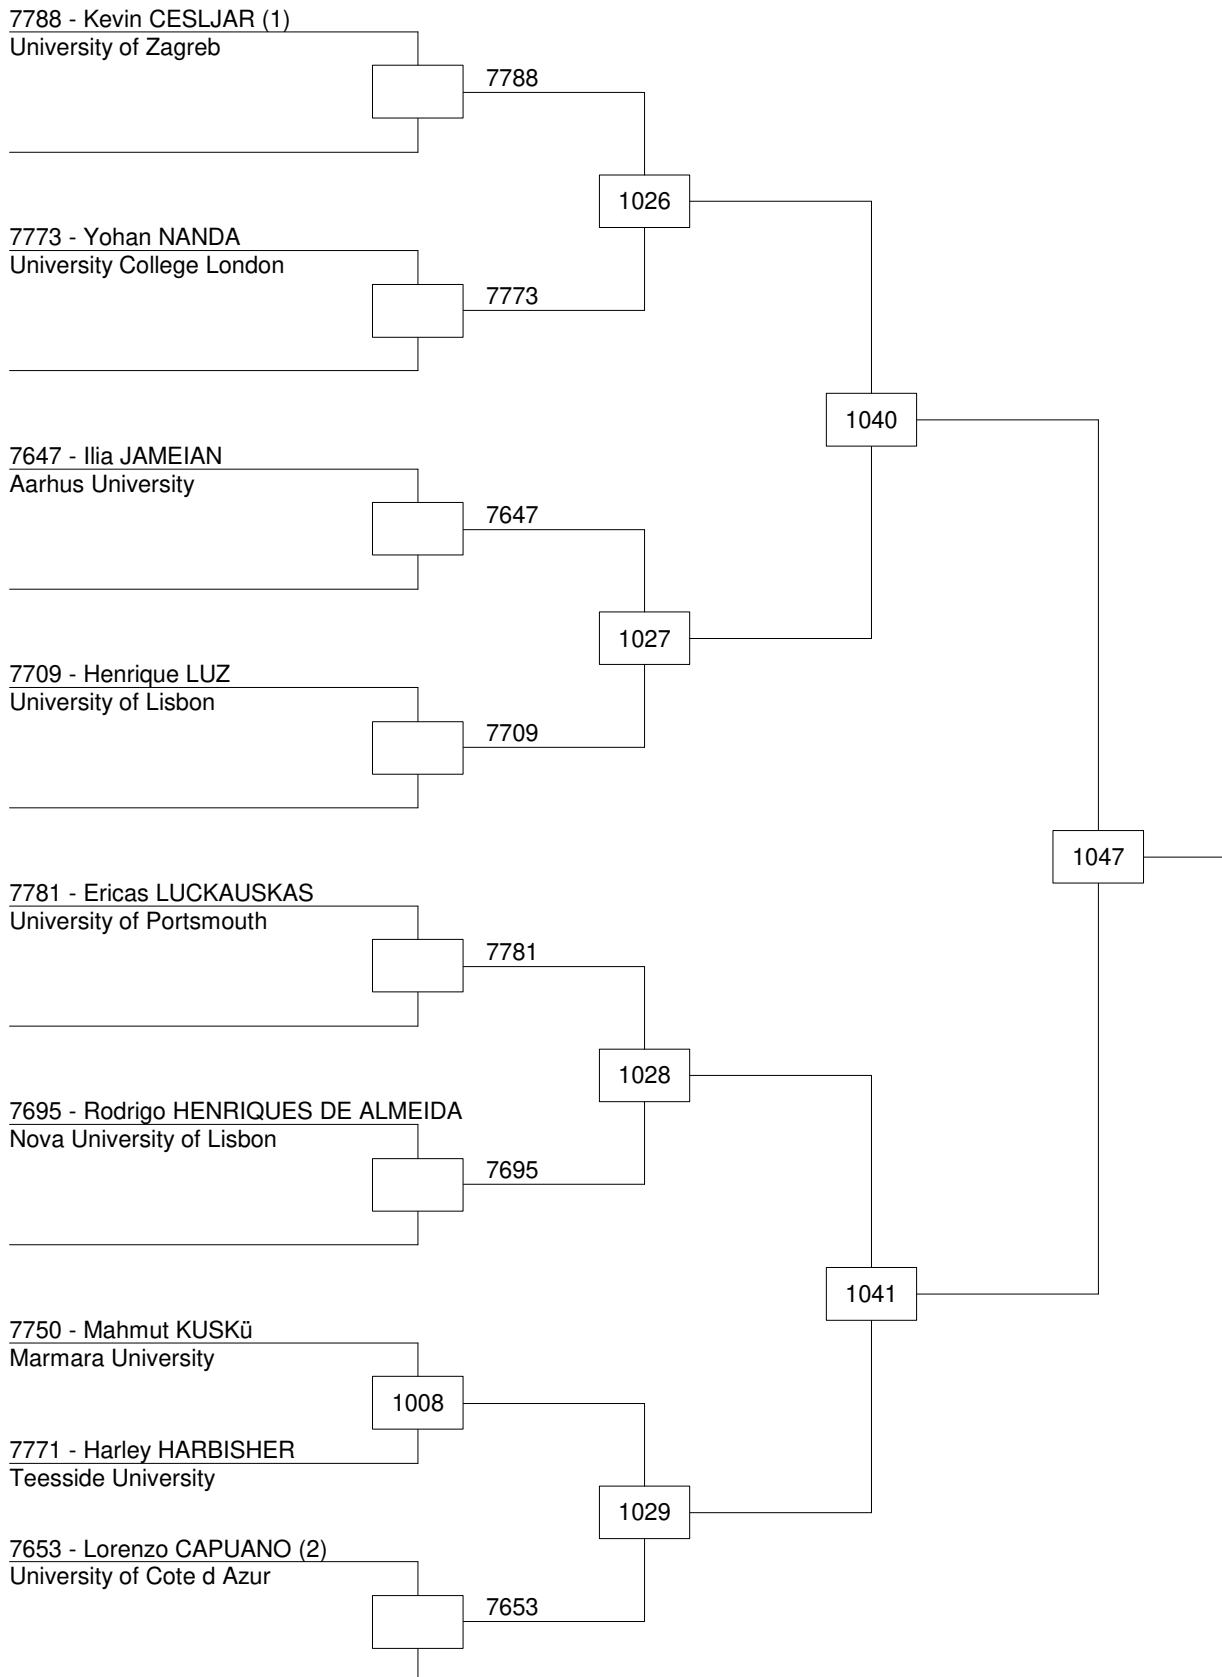 7788 - Kevin CESLJAR (1)
University of Zagreb
7788
1026
7773 - Yohan NANDA
University College London
7773
1040
7647 - Ilia JAMEIAN
Aarhus University
7647
1027
7709 - Henrique LUZ
University of Lisbon
7709
1047
7781 - Ericas LUCKAUSKAS
University of Portsmouth
7781
1028
7695 - Rodrigo HENRIQUES DE ALMEIDA
Nova University of Lisbon
7695
1041
7750 - Mahmut KUSKü
Marmara University
1008
7771 - Harley HARBISHER
Teesside University
1029
7653 - Lorenzo CAPUANO (2)
University of Cote d Azur
7653